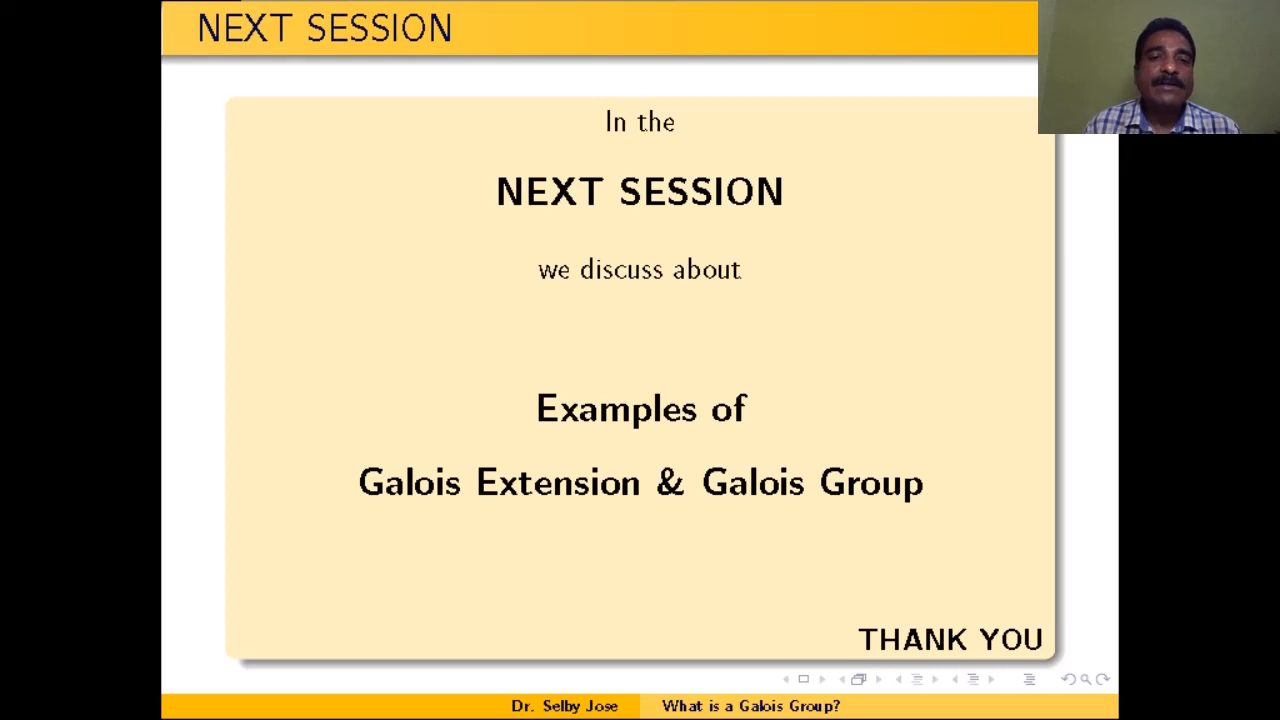 NEXT SESSION
In the
NEXT SESSION
we discuss about
Examples of
Galois Extension & Galois Group
THANK YOU
Dr. Selby Jose
What is a Galois Group?